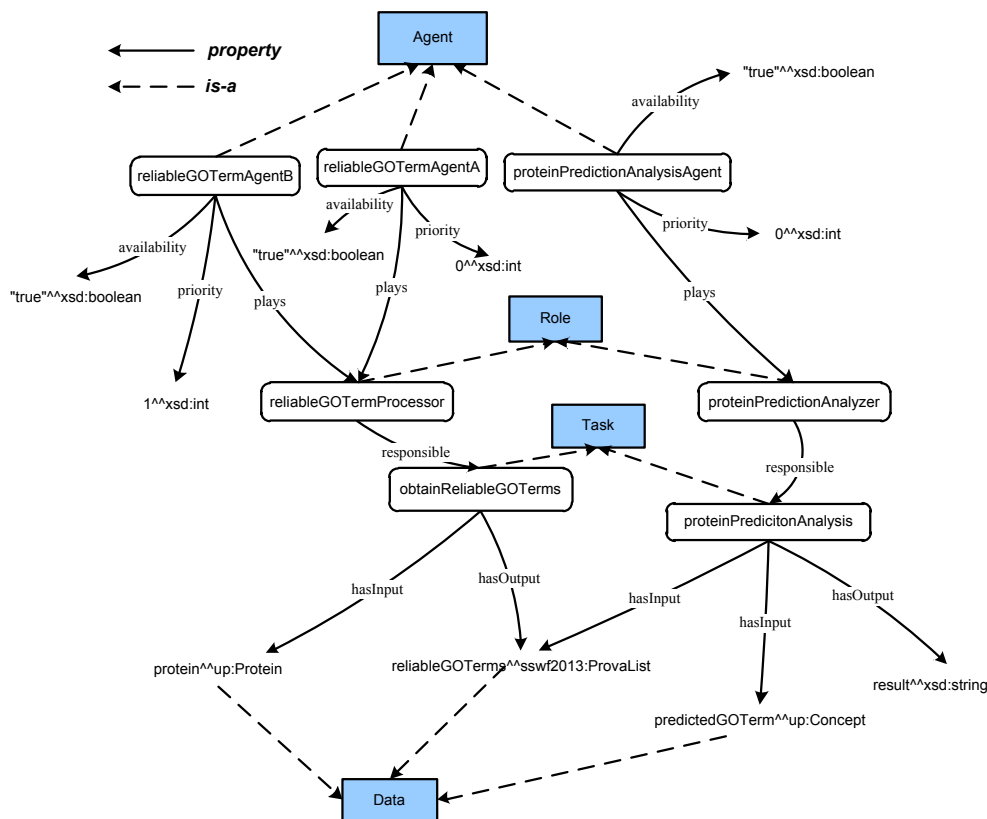 Agent
property
is-a
"true"^^xsd:boolean
availability
reliableGOTermAgentB
reliableGOTermAgentA
proteinPredictionAnalysisAgent
availability
priority
0^^xsd:int
availability
priority
"true"^^xsd:boolean
0^^xsd:int
"true"^^xsd:boolean
priority
plays
plays
plays
Role
1^^xsd:int
reliableGOTermProcessor
proteinPredictionAnalyzer
Task
responsible
responsible
obtainReliableGOTerms
proteinPredicitonAnalysis
hasInput
hasOutput
hasInput
hasInput
hasOutput
protein^^up:Protein
reliableGOTerms^^sswf2013:ProvaList
result^^xsd:string
predictedGOTerm^^up:Concept
Data